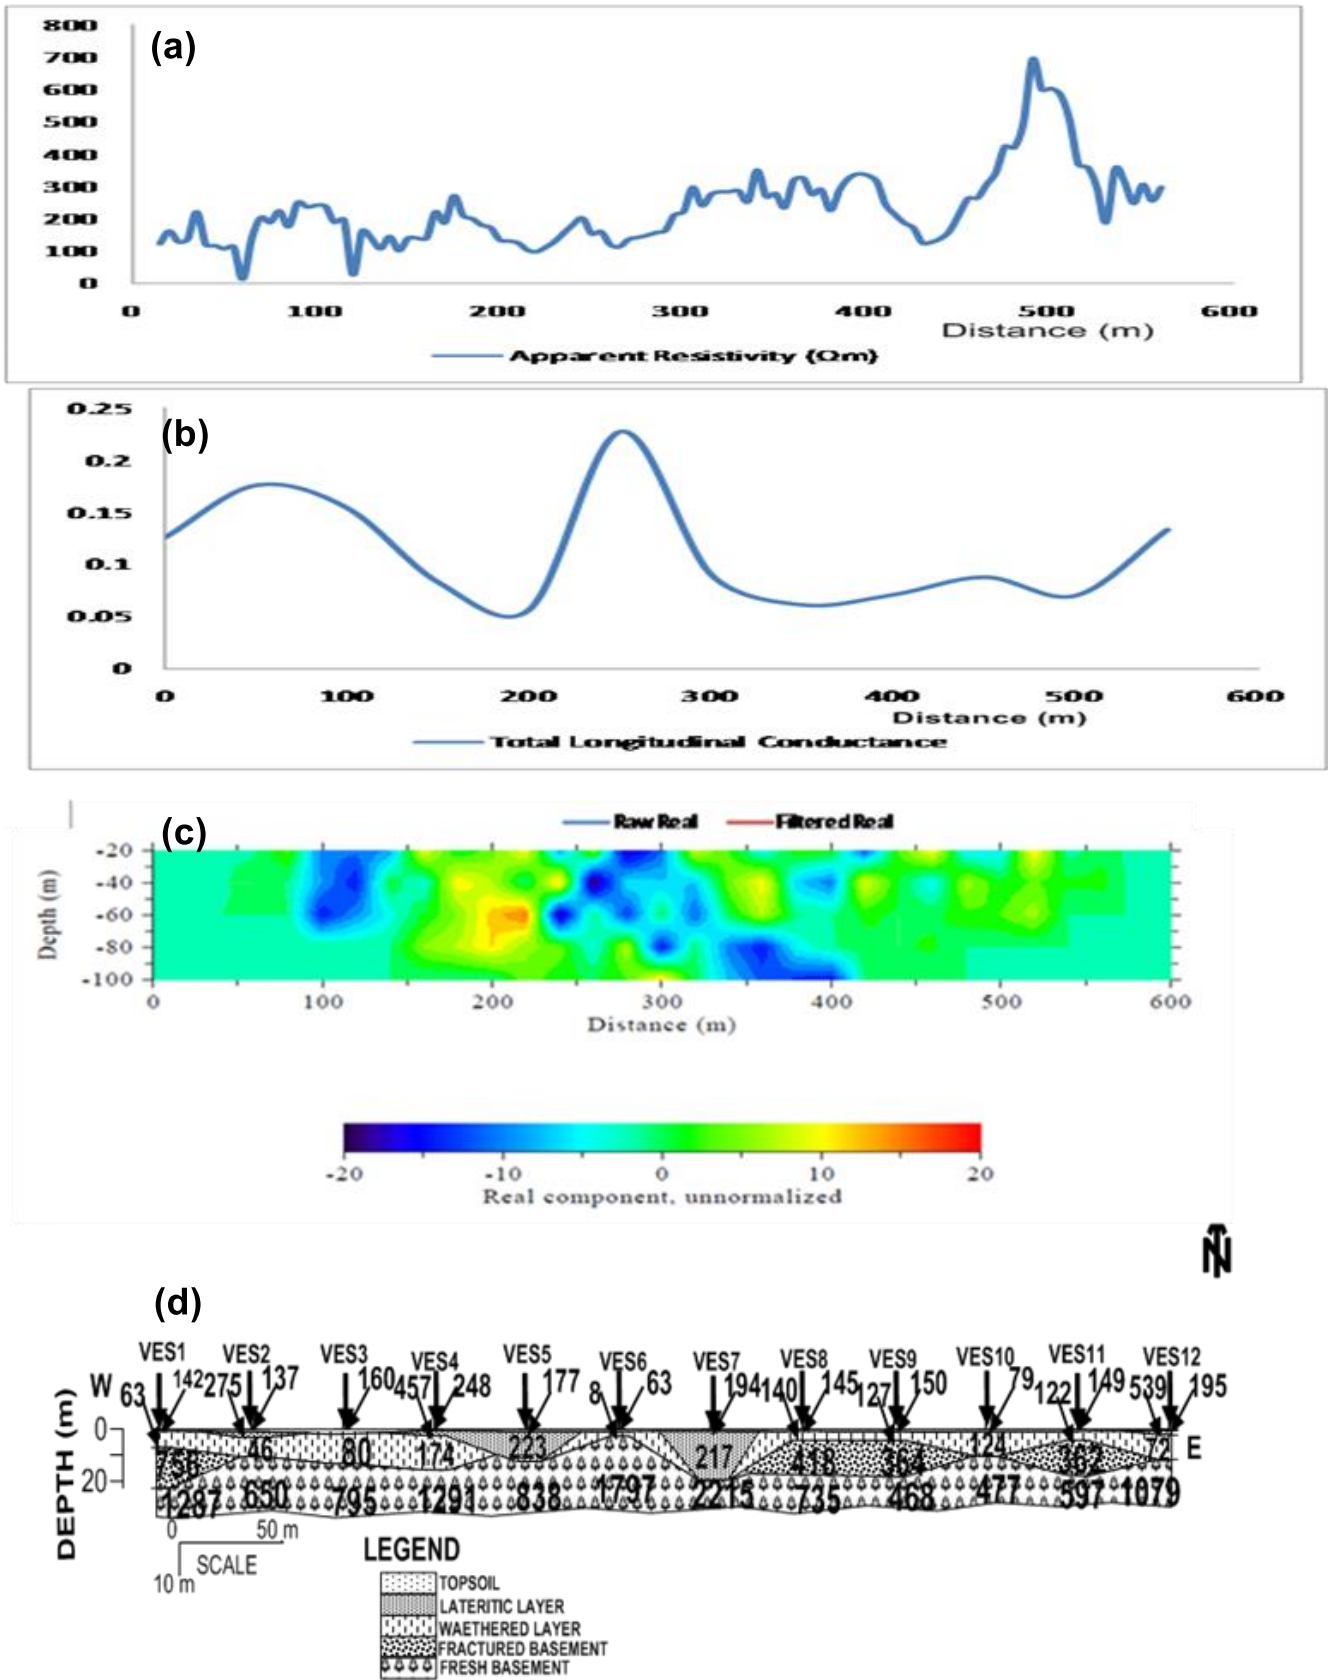 (a)
800
700
600
500
400
300
200
100
0
0 100 200 300 400 500 600
Distance (m)
Apparent Resistivity (Ωm)
(b)
0.25
0.2
0.15
0.1
0.05
0
0 100 200 300 400 500 600
Distance (m)
Total Longitudinal Conductance
(c)
Raw Real Filtered Real
Depth (m)
-20
-40
-60
-80
-100
0 100 200 300 400 500 600
Distance (m)
-20 -10 0 10 20
Real component, unnormalized
N
(d)
VES1 VES2 VES3 VES4 VES5 VES6 VES7 VES8 VES9 VES10 VES11 VES12
W 63 142 275 137 160 457 248 177 8 63 194 140 145 127 150 79 122 149 539 195
DEPTH (m)
0
20
756 46 80 174 223 217 418 364 124 362 72 E
1287 650 795 1291 838 1797 2215 735 468 477 597 1079
0 50 m
SCALE
10 m
LEGEND
TOPSOIL
LATERITIC LAYER
WAETHERED LAYER
FRACTURED BASEMENT
FRESH BASEMENT